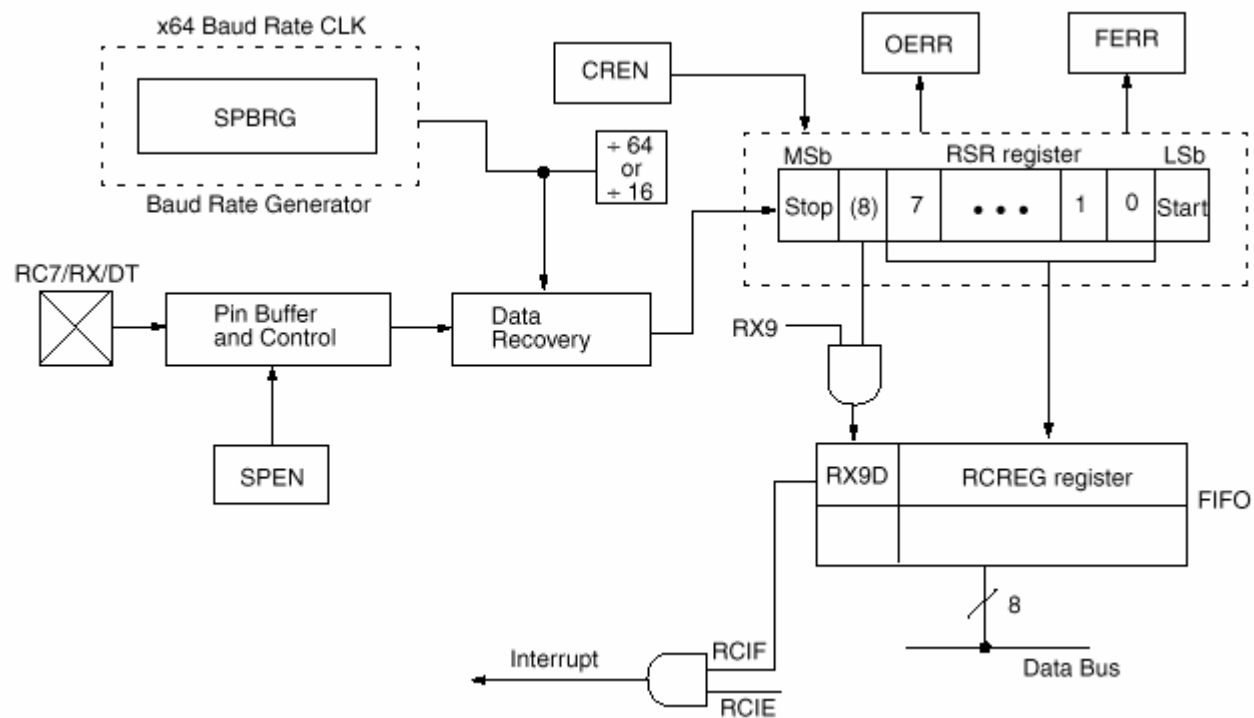 x64 Baud Rate CLK
SPBRG
Baud Rate Generator
CREN
OERR
FERR
÷ 64
or
÷ 16
MSb
RSR register
LSb
Stop
(8)
7
• • •
1
0
Start
RC7/RX/DT
Pin Buffer
and Control
Data
Recovery
SPEN
RX9
RX9D
RCREG register
FIFO
8
Data Bus
Interrupt
RCIF
RCIE